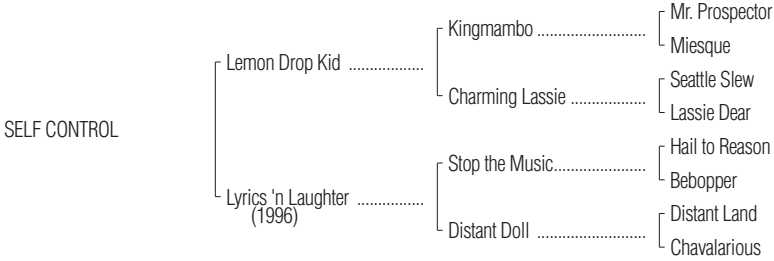 Mr. Prospector
Kingmambo ..........................
Miesque
Lemon Drop Kid ..................
Seattle Slew
Charming Lassie ..................
Lassie Dear
SELF CONTROL
Hail to Reason
Stop the Music......................
Bebopper
Lyrics 'n Laughter ................
(1996)
Distant Land
Distant Doll ..........................
Chavalarious